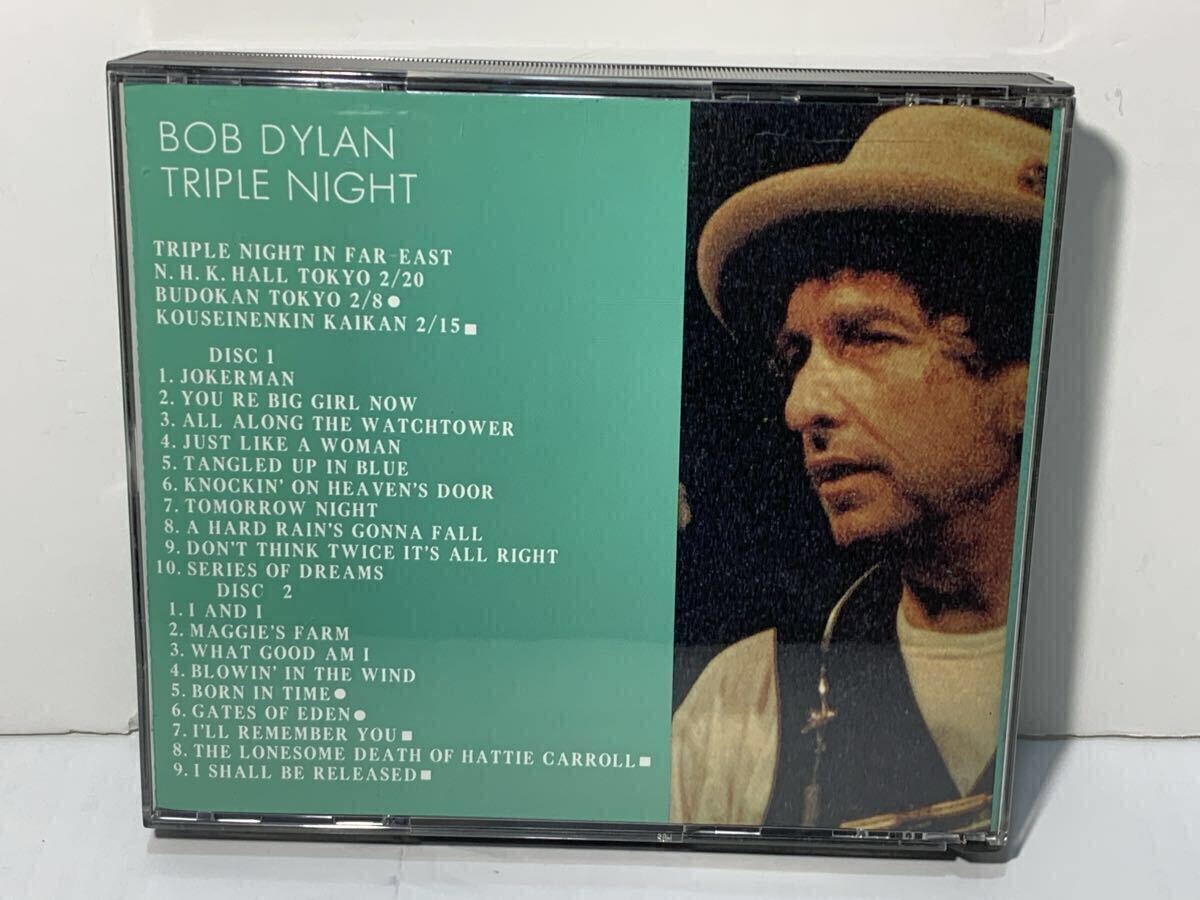 BOB DYLAN
TRIPLE NIGHT
TRIPLE NIGHT IN FAR EAST
N. H. K. HALL TOKYO 2/20
BUDOKAN TOKYO 2/8●
KOUSEINENKIN KAIKAN 2/15■
DISC 1
1. JOKERMAN
2. YOU RE BIG GIRL NOW
3. ALL ALONG THE WATCHTOWER
4. JUST LIKE A WOMAN
5. TANGLED UP IN BLUE
6. KNOCKIN' ON HEAVEN'S DOOR
7. TOMORROW NIGHT
8. A HARD RAIN'S GONNA FALL
9. DON'T THINK TWICE IT'S ALL RIGHT
10. SERIES OF DREAMS
DISC 2
1. I AND I
2. MAGGIE'S FARM
3. WHAT GOOD AM I
4. BLOWIN' IN THE WIND
5. BORN IN TIME●
6. GATES OF EDEN●
7. I'LL REMEMBER YOU■
8. THE LONESOME DEATH OF HATTIE CARROLL■
9. I SHALL BE RELEASED■